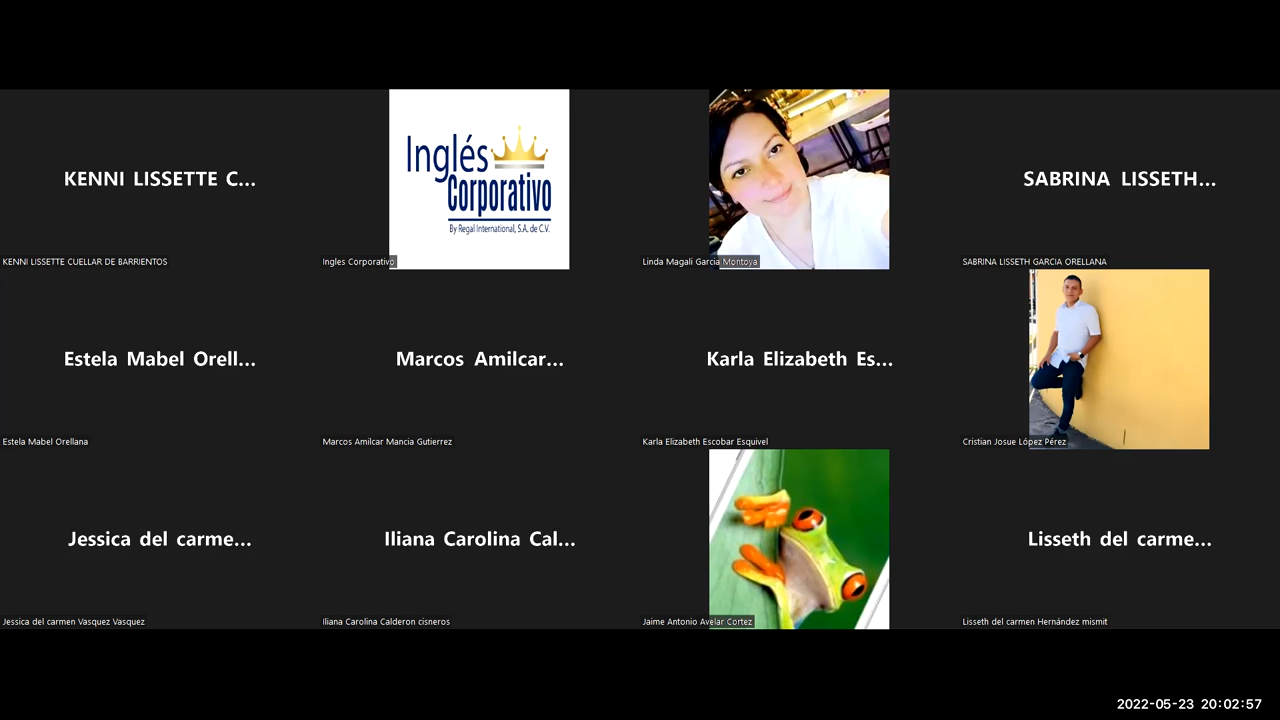 KENNI LISSETTE C...
Inglés
Corporativo
By Regal International, S.A. de C.V.
SABRINA LISSETH...
KENNI LISSETTE CUELLAR DE BARRIENTOS
Ingles Corporativo
Linda Magali Garcia Montoya
SABRINA LISSETH GARCIA ORELLANA
Estela Mabel Orell...
Marcos Amilcar...
Karla Elizabeth Es...
Estela Mabel Orellana
Marcos Amilcar Mancia Gutierrez
Karla Elizabeth Escobar Esquivel
Cristian Josue López Pérez
Jessica del carme...
Iliana Carolina Cal...
Lisseth del carme...
Jessica del carmen Vasquez Vasquez
Iliana Carolina Calderon cisneros
Jaime Antonio Avelar Cortez
Lisseth del carmen Hernández mismit
2022-05-23 20:02:57